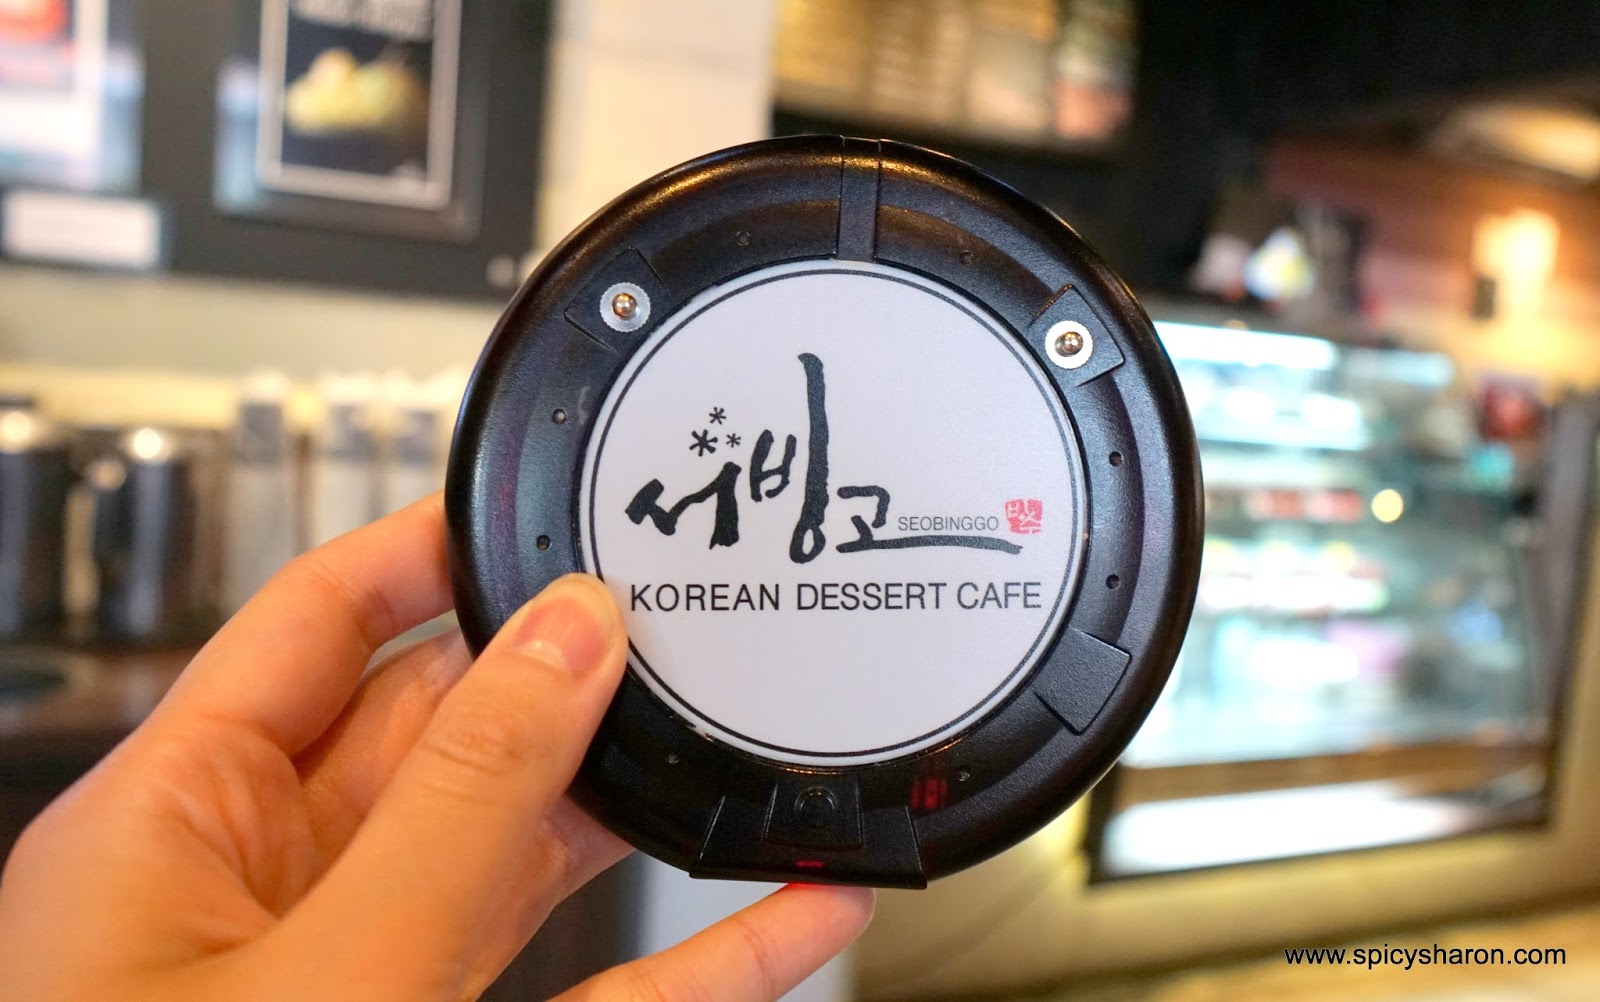 서빙고
SEOBINGGO
KOREAN DESSERT CAFE
www.spicysharon.com